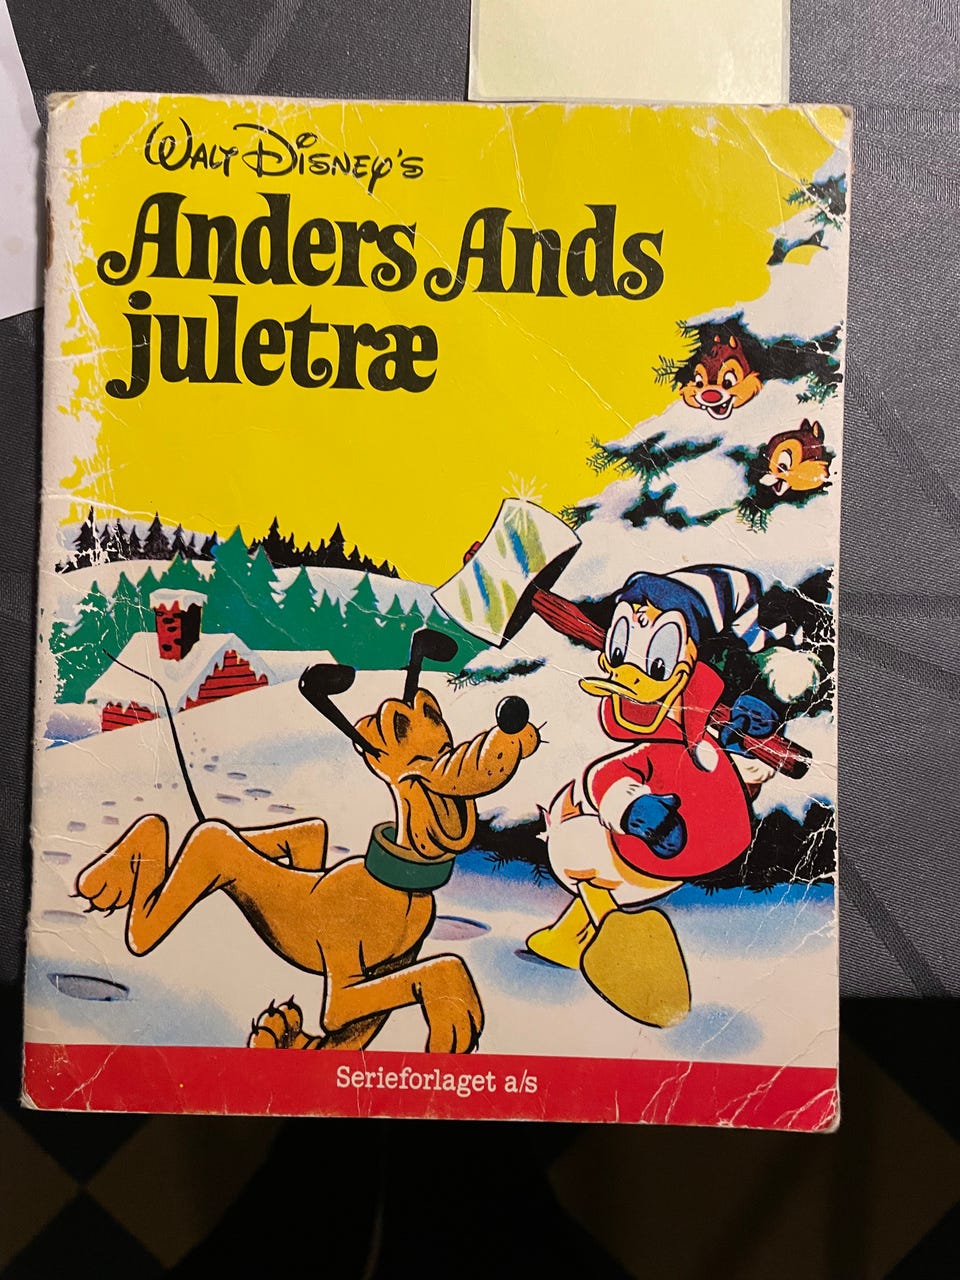 Walt Disney's
Anders Ands
juletræ
Serieforlaget a/s